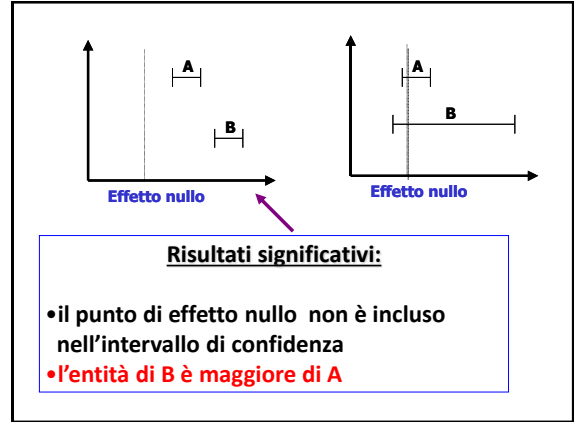 A
B
Effetto nullo
A
B
Effetto nullo
Risultati significativi:
•il punto di effetto nullo non è incluso
nell'intervallo di confidenza
•l'entità di B è maggiore di A